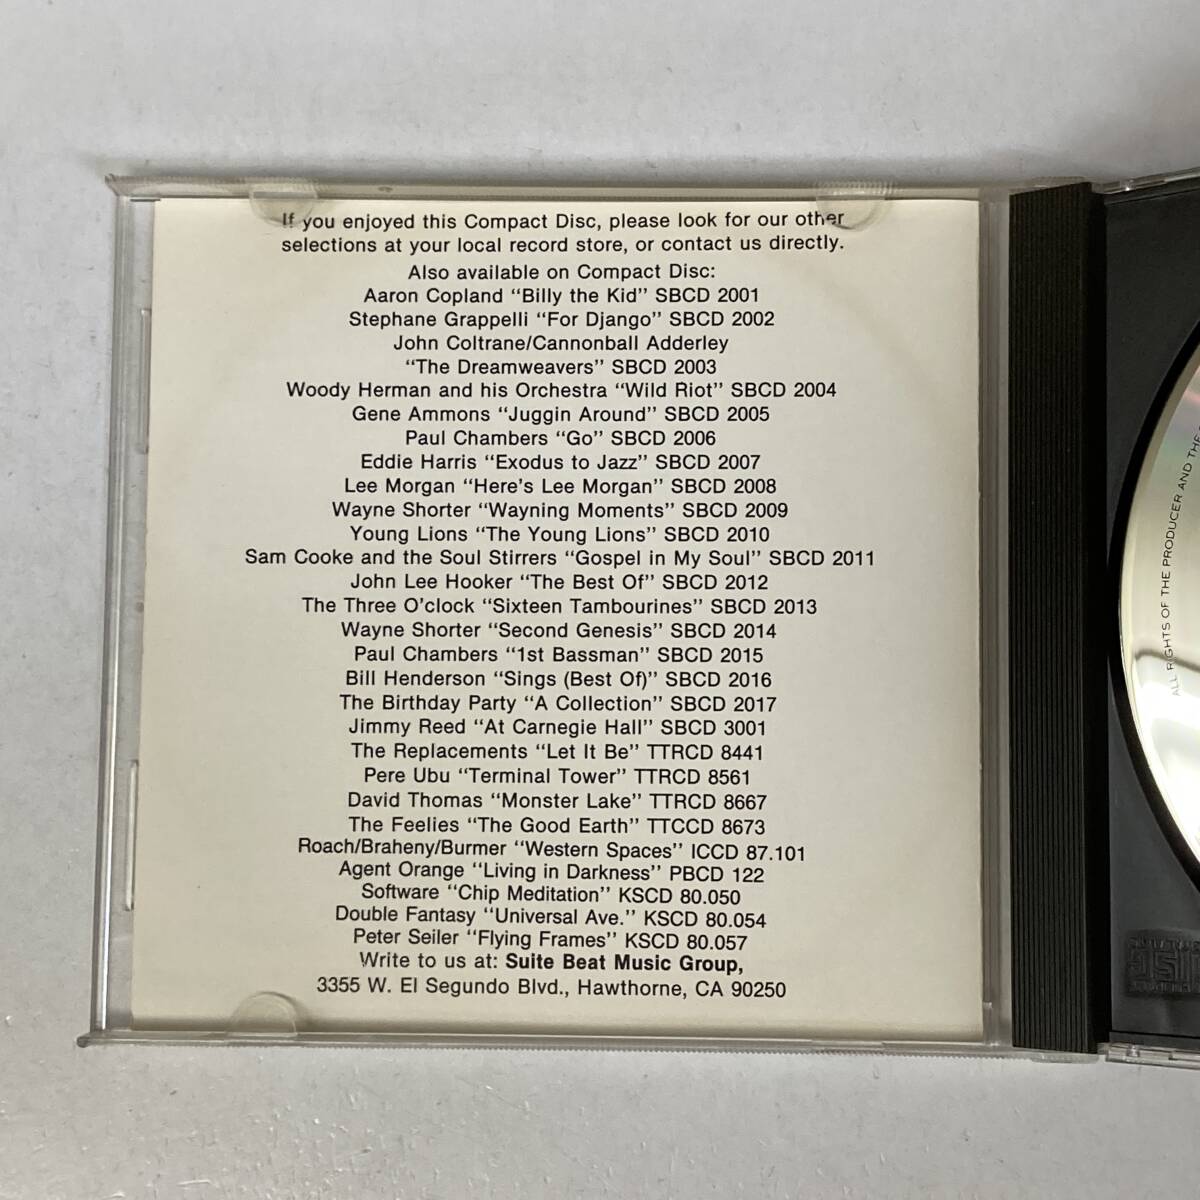 If you enjoyed this Compact Disc, please look for our other
selections at your local record store, or contact us directly.
Also available on Compact Disc:
Aaron Copland “Billy the Kid” SBCD 2001
Stephane Grappelli “For Django” SBCD 2002
John Coltrane/Cannonball Adderley
“The Dreamweavers” SBCD 2003
Woody Herman and his Orchestra “Wild Riot” SBCD 2004
Gene Ammons “Juggin Around” SBCD 2005
Paul Chambers “Go” SBCD 2006
Eddie Harris “Exodus to Jazz” SBCD 2007
Lee Morgan “Here’s Lee Morgan” SBCD 2008
Wayne Shorter “Wayning Moments” SBCD 2009
Young Lions “The Young Lions” SBCD 2010
Sam Cooke and the Soul Stirrers “Gospel in My Soul” SBCD 2011
John Lee Hooker “The Best Of” SBCD 2012
The Three O’clock “Sixteen Tambourines” SBCD 2013
Wayne Shorter “Second Genesis” SBCD 2014
Paul Chambers “1st Bassman” SBCD 2015
Bill Henderson “Sings (Best Of)” SBCD 2016
The Birthday Party “A Collection” SBCD 2017
Jimmy Reed “At Carnegie Hall” SBCD 3001
The Replacements “Let It Be” TTRCD 8441
Pere Ubu “Terminal Tower” TTRCD 8561
David Thomas “Monster Lake” TTRCD 8667
The Feelies “The Good Earth” TTCCD 8673
Roach/Braheny/Burmer “Western Spaces” ICCD 87.101
Agent Orange “Living in Darkness” PBCD 122
Software “Chip Meditation” KSCD 80.050
Double Fantasy “Universal Ave.” KSCD 80.054
Peter Seiler “Flying Frames” KSCD 80.057
Write to us at: Suite Beat Music Group,
3355 W. El Segundo Blvd., Hawthorne, CA 90250
ALL RIGHTS OF THE PRODUCER AND THE